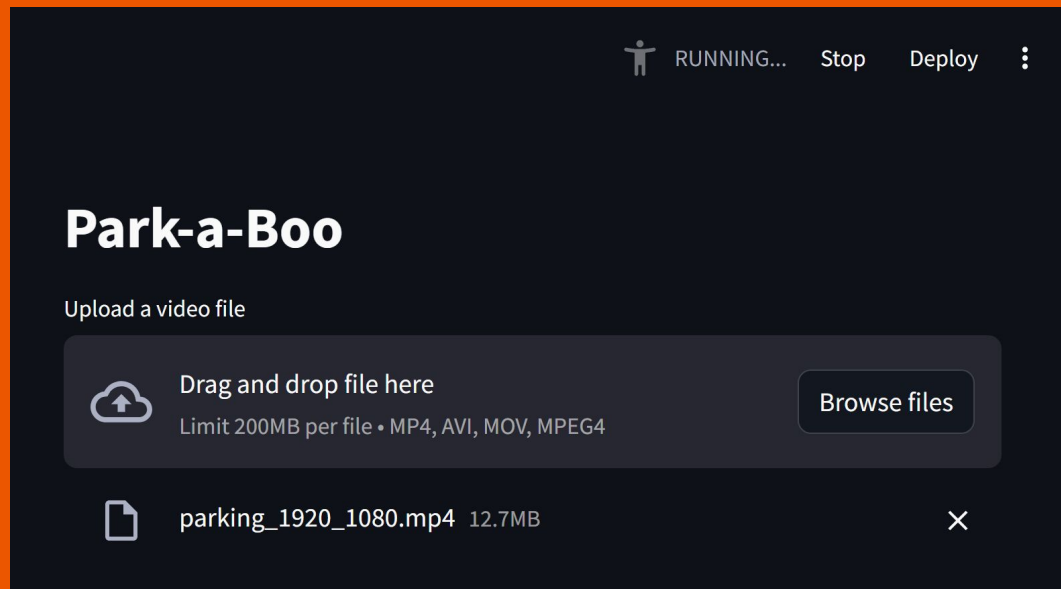 RUNNING... Stop Deploy
Park-a-Boo
Upload a video file
Drag and drop file here
Limit 200MB per file • MP4, AVI, MOV, MPEG4
Browse files
parking_1920_1080.mp4 12.7MB